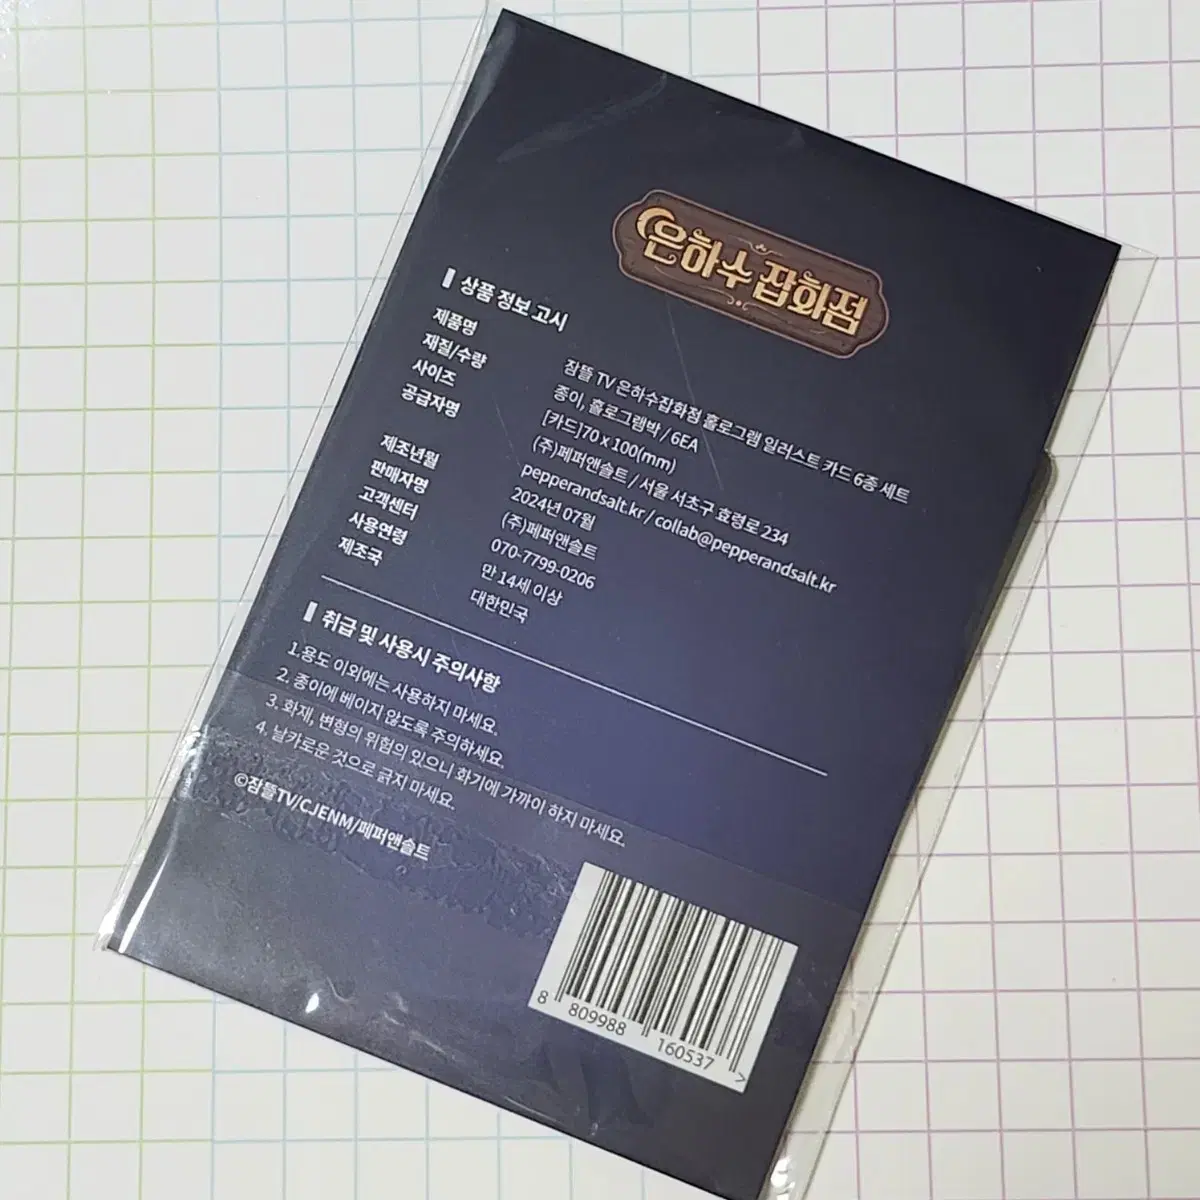 은하수 잡화점
상품 정보 고시
제품명 잠뜰 TV 은하수잡화점 홀로그램 일러스트 카드 6종 세트
재질/수량 종이, 홀로그램박 / 6EA
사이즈 [카드]70 x 100(mm)
공급자명 (주)페퍼앤솔트 / 서울 서초구 효령로 234
pepperandsalt.kr / collab@pepperandsalt.kr
제조년월 2024년 07월
판매자명 (주)페퍼앤솔트
고객센터 070-7799-0206
사용연령 만 14세 이상
제조국 대한민국
취급 및 사용시 주의사항
1.용도 이외에는 사용하지 마세요.
2. 종이에 베이지 않도록 주의하세요.
3. 화재, 변형의 위험의 있으니 화기에 가까이 하지 마세요.
4. 날카로운 것으로 긁지 마세요.
©잠뜰TV/CJENM/페퍼앤솔트
8 809988 160537 >